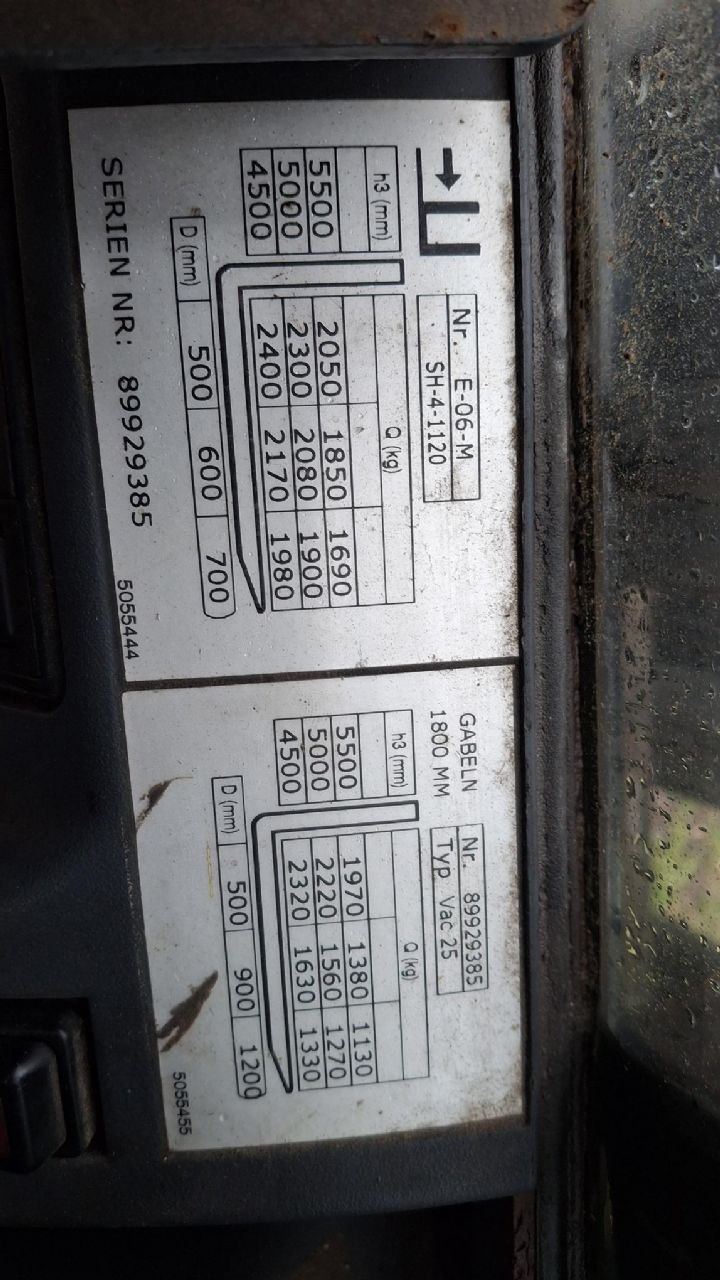 Nr. E-06-M
SH-4-1120
h3 (mm) Q (kg)
5500 2050 1850 1690
5000 2300 2080 1900
4500 2400 2170 1980
D (mm) 500 600 700
SERIEN NR: 89929385
5055444
GABELN
1800 MM
Nr. 89929385
Typ Vac 25
h3 (mm) Q (kg)
5500 1970 1380 1130
5000 2220 1560 1270
4500 2320 1630 1330
D (mm) 500 900 1200
5055455